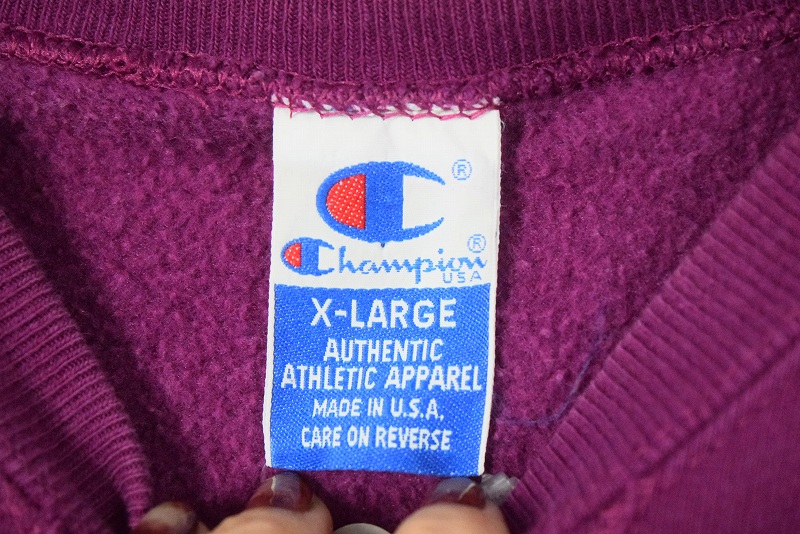 ®
Champion ®
USA
X-LARGE
AUTHENTIC
ATHLETIC APPAREL
MADE IN U.S.A.
CARE ON REVERSE